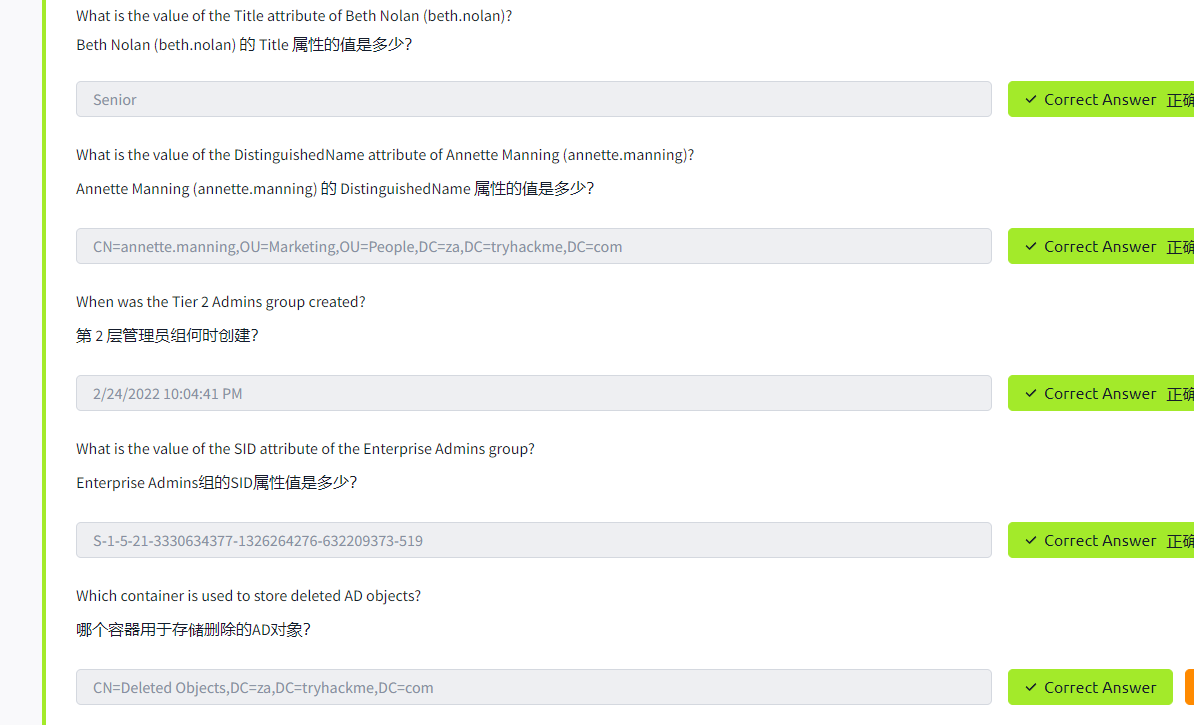 What is the value of the Title attribute of Beth Nolan (beth.nolan)?
Beth Nolan (beth.nolan) 的 Title 属性的值是多少？
Senior
✓ Correct Answer 正确
What is the value of the DistinguishedName attribute of Annette Manning (annette.manning)?
Annette Manning (annette.manning) 的 DistinguishedName 属性的值是多少？
CN=annette.manning,OU=Marketing,OU=People,DC=za,DC=tryhackme,DC=com
✓ Correct Answer 正确
When was the Tier 2 Admins group created?
第 2 层管理员组何时创建？
2/24/2022 10:04:41 PM
✓ Correct Answer 正确
What is the value of the SID attribute of the Enterprise Admins group?
Enterprise Admins组的SID属性值是多少？
S-1-5-21-3330634377-1326264276-632209373-519
✓ Correct Answer 正确
Which container is used to store deleted AD objects?
哪个容器用于存储删除的AD对象？
CN=Deleted Objects,DC=za,DC=tryhackme,DC=com
✓ Correct Answer